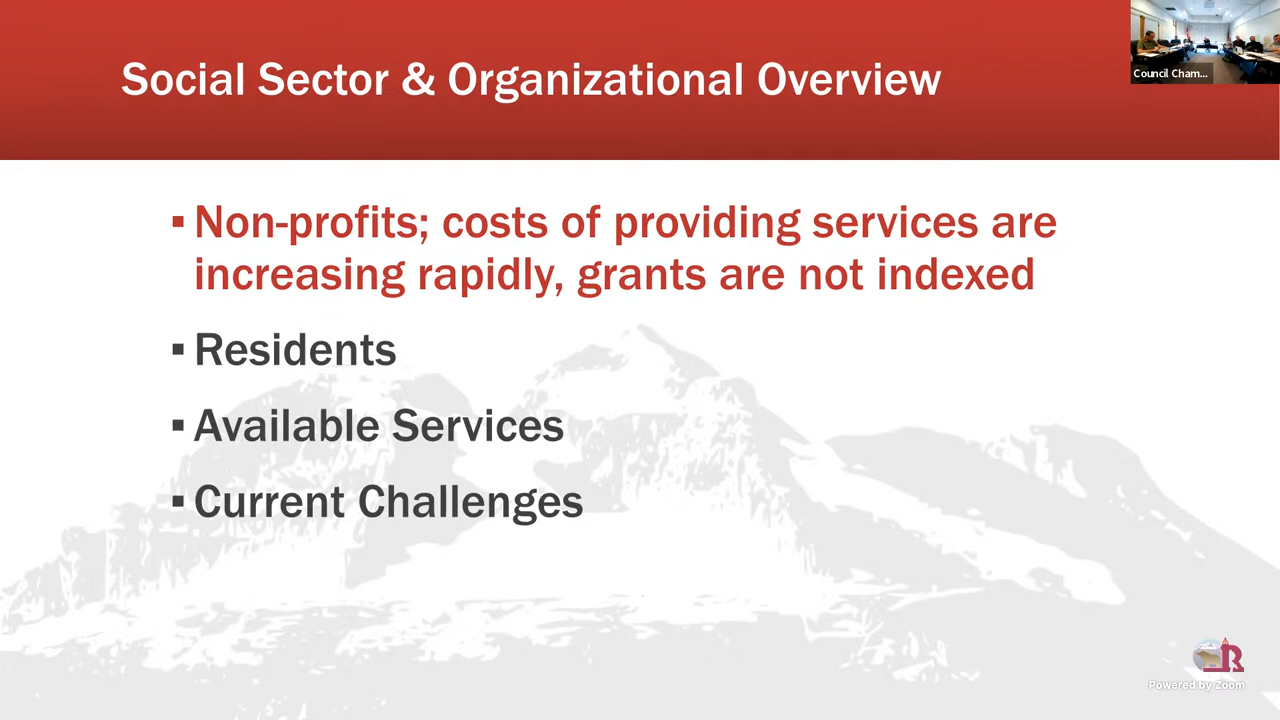 Social Sector & Organizational Overview
Council Cham...
▪ Non-profits; costs of providing services are
increasing rapidly, grants are not indexed
▪ Residents
▪ Available Services
▪ Current Challenges
R
Powered by Zoom